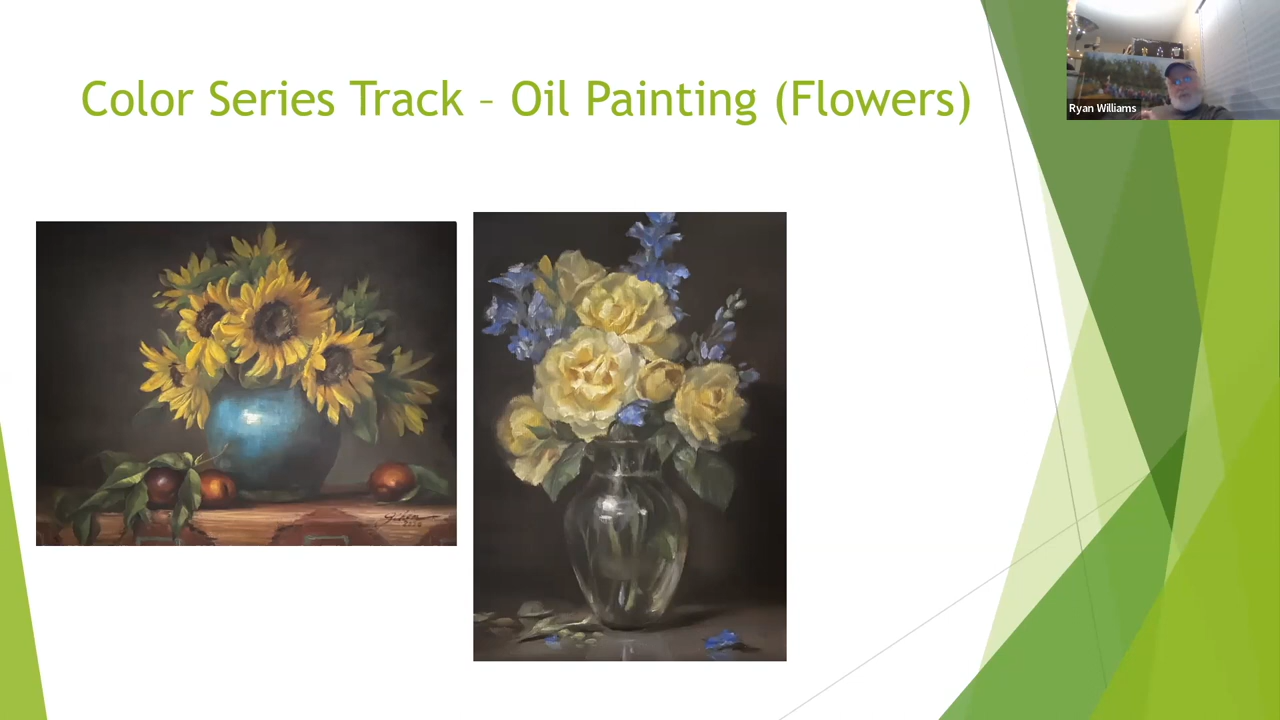 Color Series Track – Oil Painting (Flowers)
Ryan Williams